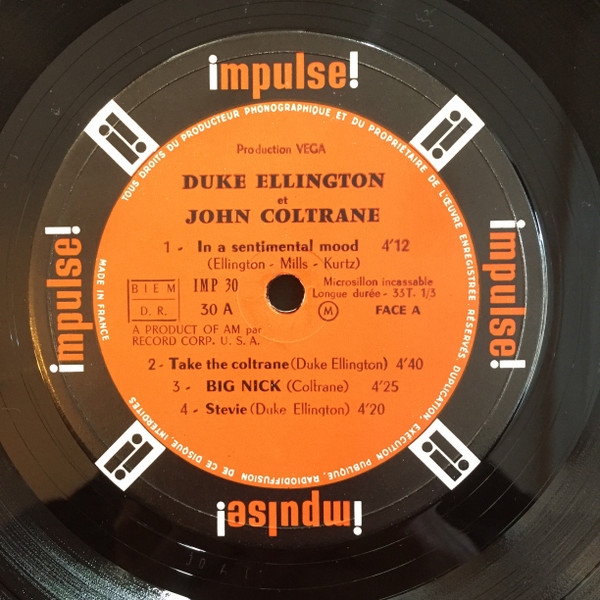 impulse!
impulse!
impulse!
impulse!
TOUS DROITS DU PRODUCTEUR PHONOGRAPHIQUE ET DU PROPRIÉTAIRE DE L'ŒUVRE ENREGISTRÉE RÉSERVÉS DUPLICATION, EXÉCUTION PUBLIQUE, RADIODIFFUSION DE CE DISQUE, INTERDITES
MADE IN FRANCE
Production VEGA
DUKE ELLINGTON
et
JOHN COLTRANE
1 - In a sentimental mood 4'12
(Ellington - Mills - Kurtz)
BIEM
D. R.
IMP 30
30 A
Microsillon incassable
Longue durée - 33 T. 1/3
M FACE A
A PRODUCT OF AM par
RECORD CORP. U. S. A.
2 - Take the coltrane (Duke Ellington) 4'40
3 - BIG NICK (Coltrane) 4'25
4 - Stevie (Duke Ellington) 4'20